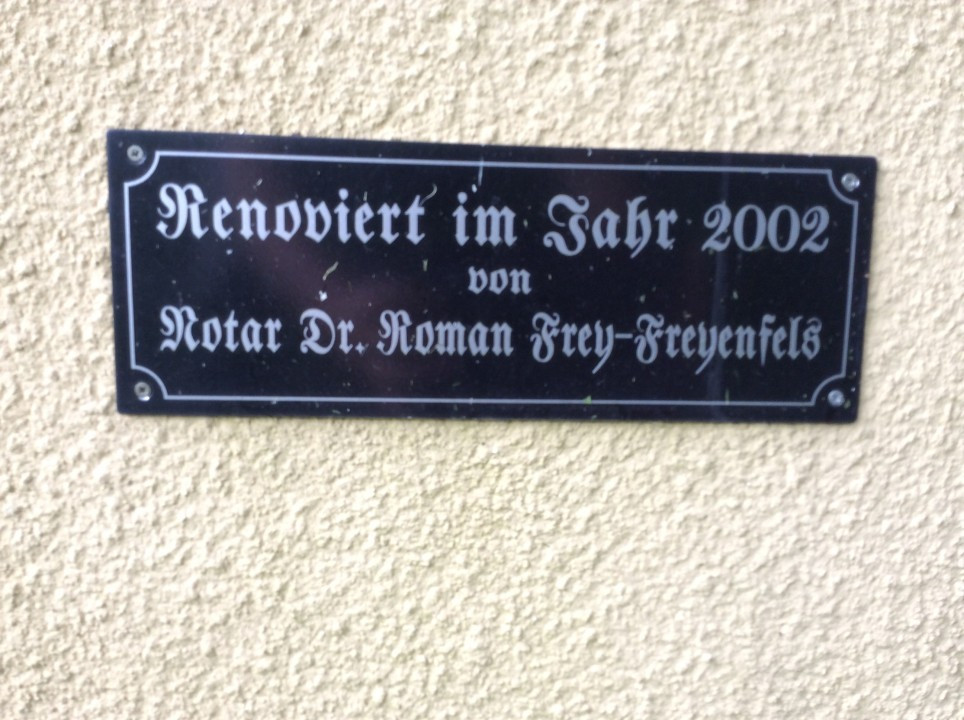 Renoviert im Jahr 2002
von
Notar Dr. Roman Frey-Freyenfels